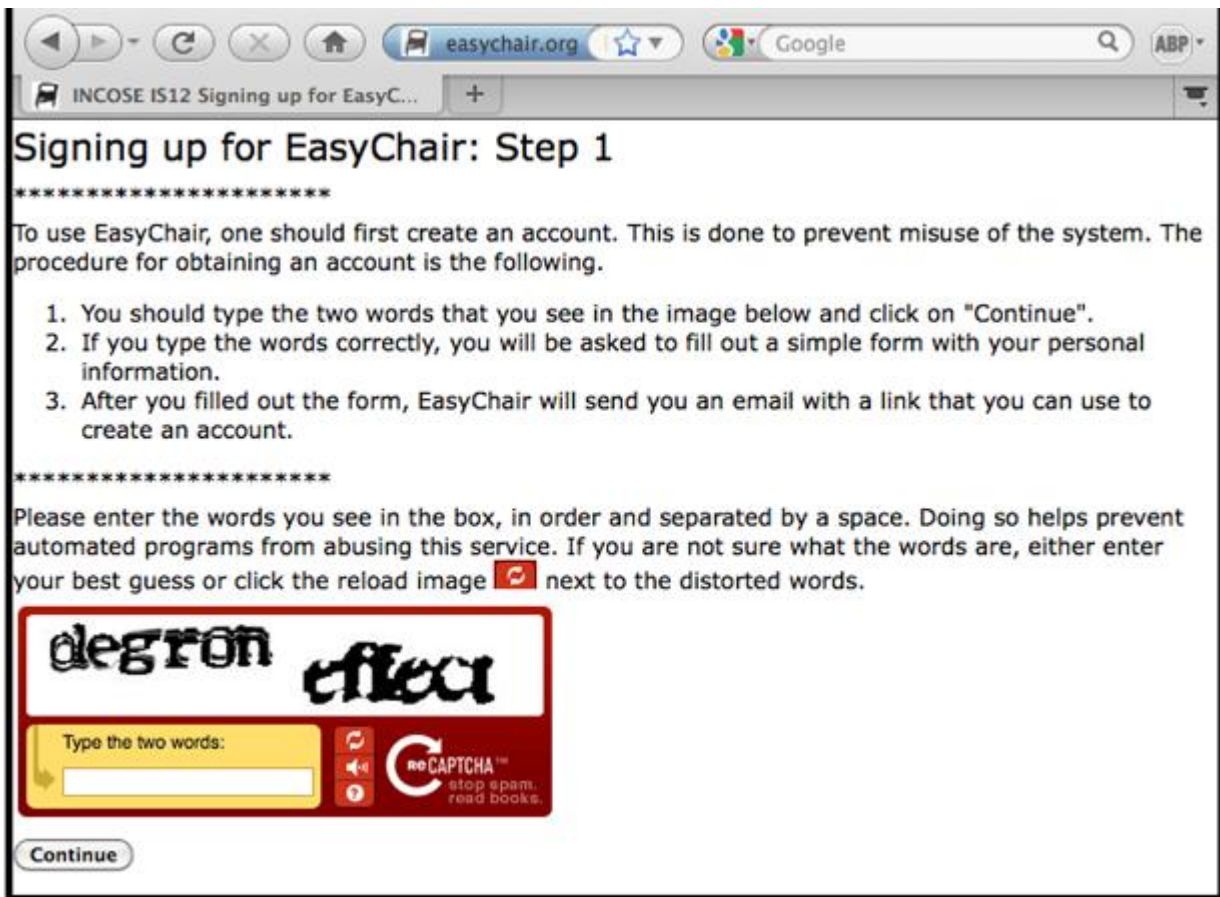 easychair.org
Google
ABP
INCOSE IS12 Signing up for EasyC...
Signing up for EasyChair: Step 1
**********************
To use EasyChair, one should first create an account. This is done to prevent misuse of the system. The
procedure for obtaining an account is the following.
1. You should type the two words that you see in the image below and click on "Continue".
2. If you type the words correctly, you will be asked to fill out a simple form with your personal
information.
3. After you filled out the form, EasyChair will send you an email with a link that you can use to
create an account.
**********************
Please enter the words you see in the box, in order and separated by a space. Doing so helps prevent
automated programs from abusing this service. If you are not sure what the words are, either enter
your best guess or click the reload image next to the distorted words.
degron effect
Type the two words:
reCAPTCHA™
stop spam.
read books.
Continue